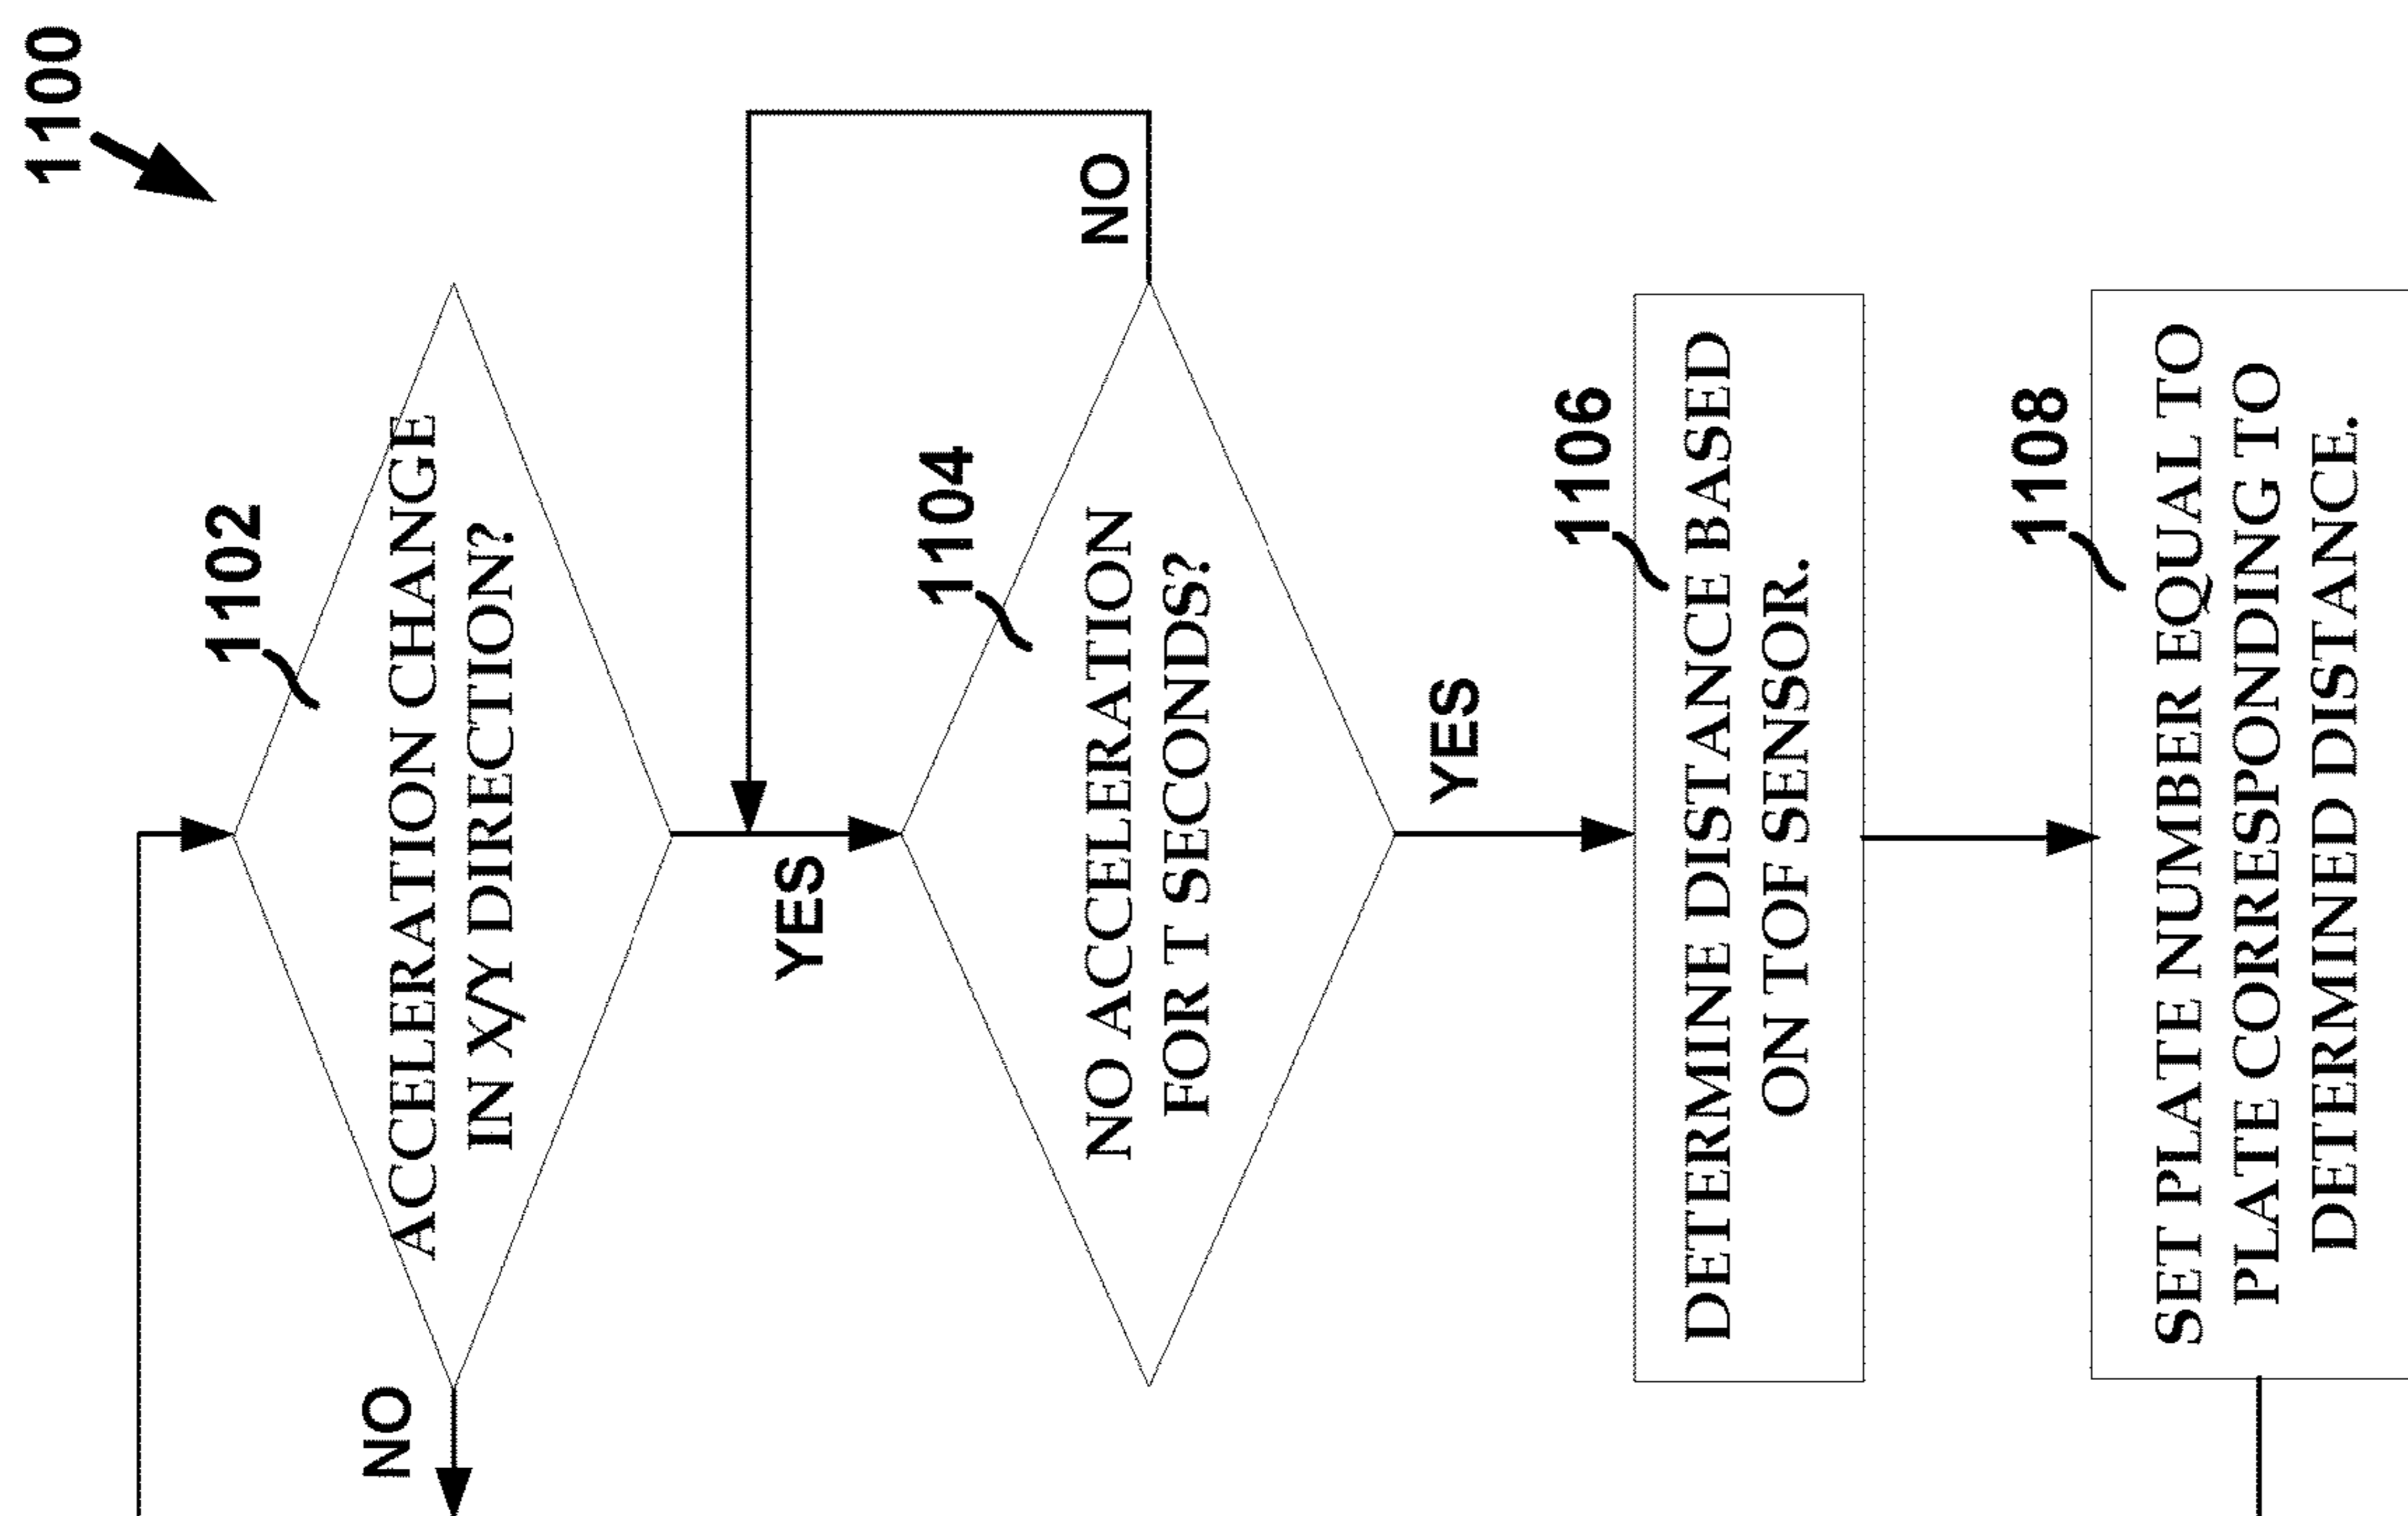 1100
1102
ACCELERATION CHANGE
IN X/Y DIRECTION?
NO
YES
1104
NO ACCELERATION
FOR T SECONDS?
NO
YES
1106
DETERMINE DISTANCE BASED
ON TOF SENSOR.
1108
SET PLATE NUMBER EQUAL TO
PLATE CORRESPONDING TO
DETERMINED DISTANCE.